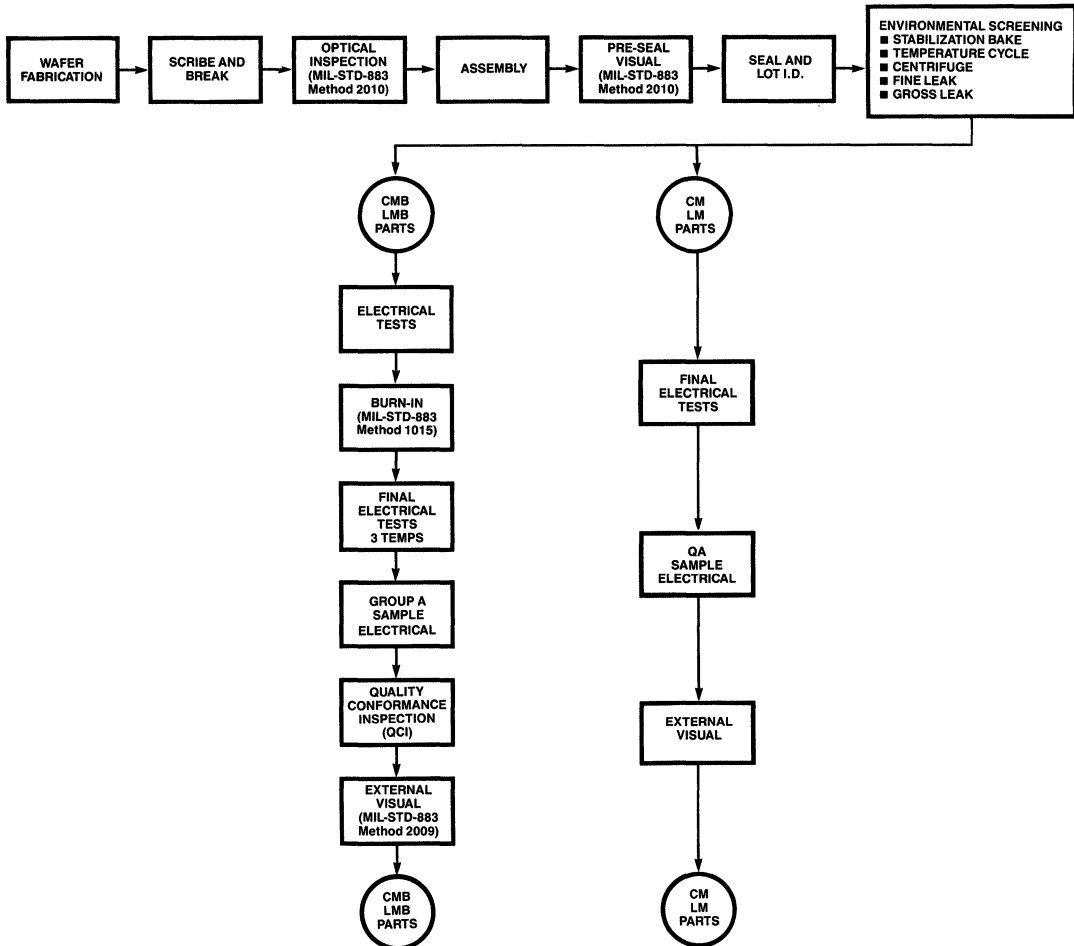 WAFER
FABRICATION
SCRIBE AND
BREAK
OPTICAL
INSPECTION
(MIL-STD-883
Method 2010)
ASSEMBLY
PRE-SEAL
VISUAL
(MIL-STD-883
Method 2010)
SEAL AND
LOT I.D.
ENVIRONMENTAL SCREENING
■ STABILIZATION BAKE
■ TEMPERATURE CYCLE
■ CENTRIFUGE
■ FINE LEAK
■ GROSS LEAK
CMB
LMB
PARTS
ELECTRICAL
TESTS
BURN-IN
(MIL-STD-883
Method 1015)
FINAL
ELECTRICAL
TESTS
3 TEMPS
GROUP A
SAMPLE
ELECTRICAL
QUALITY
CONFORMANCE
INSPECTION
(QCI)
EXTERNAL
VISUAL
(MIL-STD-883
Method 2009)
CMB
LMB
PARTS
CM
LM
PARTS
FINAL
ELECTRICAL
TESTS
QA
SAMPLE
ELECTRICAL
EXTERNAL
VISUAL
CM
LM
PARTS